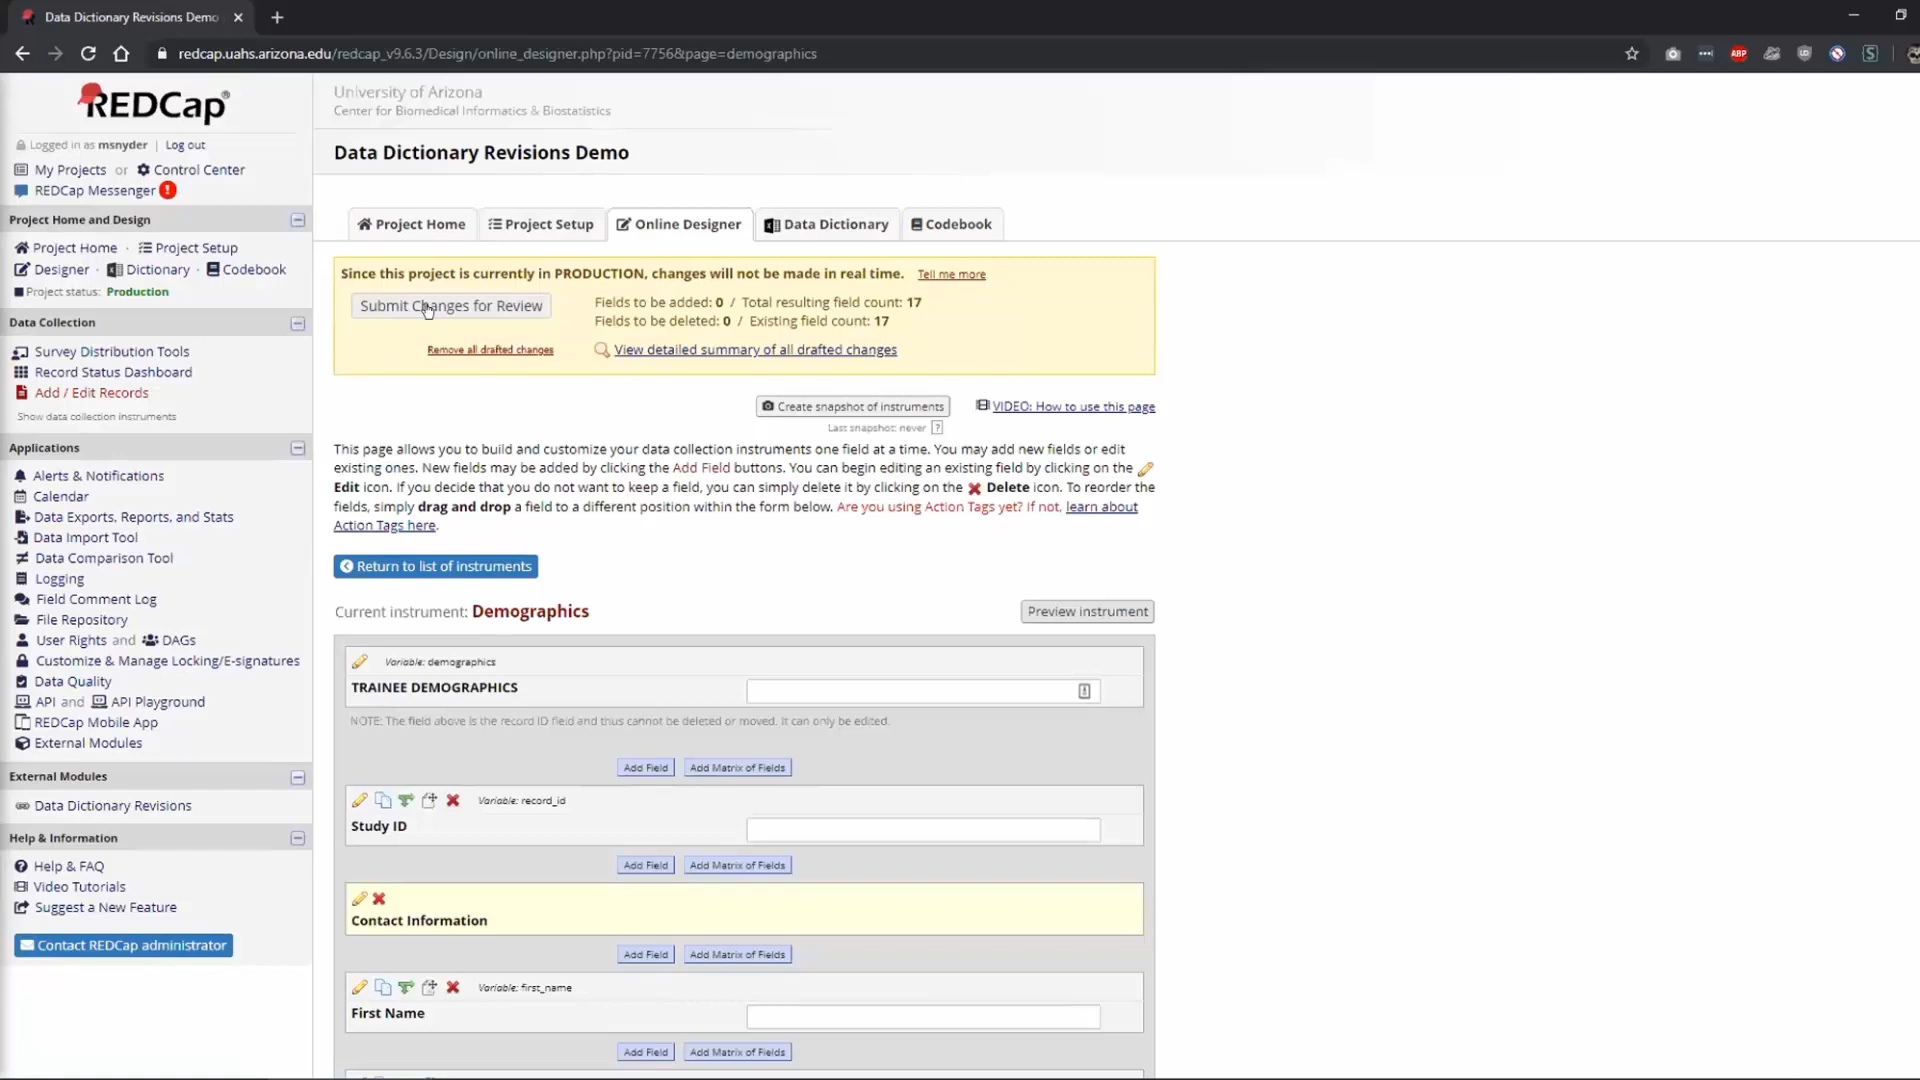 Data Dictionary Revisions Demo
redcap.uahs.arizona.edu/redcap_v9.6.3/Design/online_designer.php?pid=7756&page=demographics
ABP
REDCap®
Logged in as msnyder | Log out
My Projects or Control Center
REDCap Messenger !
Project Home and Design
Project Home · Project Setup
Designer · Dictionary · Codebook
Project status: Production
Data Collection
Survey Distribution Tools
Record Status Dashboard
Add / Edit Records
Show data collection instruments
Applications
Alerts & Notifications
Calendar
Data Exports, Reports, and Stats
Data Import Tool
Data Comparison Tool
Logging
Field Comment Log
File Repository
User Rights and DAGs
Customize & Manage Locking/E-signatures
Data Quality
API and API Playground
REDCap Mobile App
External Modules
External Modules
Data Dictionary Revisions
Help & Information
Help & FAQ
Video Tutorials
Suggest a New Feature
Contact REDCap administrator
University of Arizona
Center for Biomedical Informatics & Biostatistics
Data Dictionary Revisions Demo
Project Home Project Setup Online Designer Data Dictionary Codebook
Since this project is currently in PRODUCTION, changes will not be made in real time. Tell me more
Submit Changes for Review
Fields to be added: 0 / Total resulting field count: 17
Fields to be deleted: 0 / Existing field count: 17
Remove all drafted changes
View detailed summary of all drafted changes
Create snapshot of instruments
VIDEO: How to use this page
Last snapshot: never ?
This page allows you to build and customize your data collection instruments one field at a time. You may add new fields or edit
existing ones. New fields may be added by clicking the Add Field buttons. You can begin editing an existing field by clicking on the
Edit icon. If you decide that you do not want to keep a field, you can simply delete it by clicking on the Delete icon. To reorder the
fields, simply drag and drop a field to a different position within the form below. Are you using Action Tags yet? If not, learn about
Action Tags here.
Return to list of instruments
Current instrument: Demographics
Preview instrument
Variable: demographics
TRAINEE DEMOGRAPHICS
NOTE: The field above is the record ID field and thus cannot be deleted or moved. It can only be edited.
Add Field Add Matrix of Fields
Variable: record_id
Study ID
Add Field Add Matrix of Fields
Contact Information
Add Field Add Matrix of Fields
Variable: first_name
First Name
Add Field Add Matrix of Fields